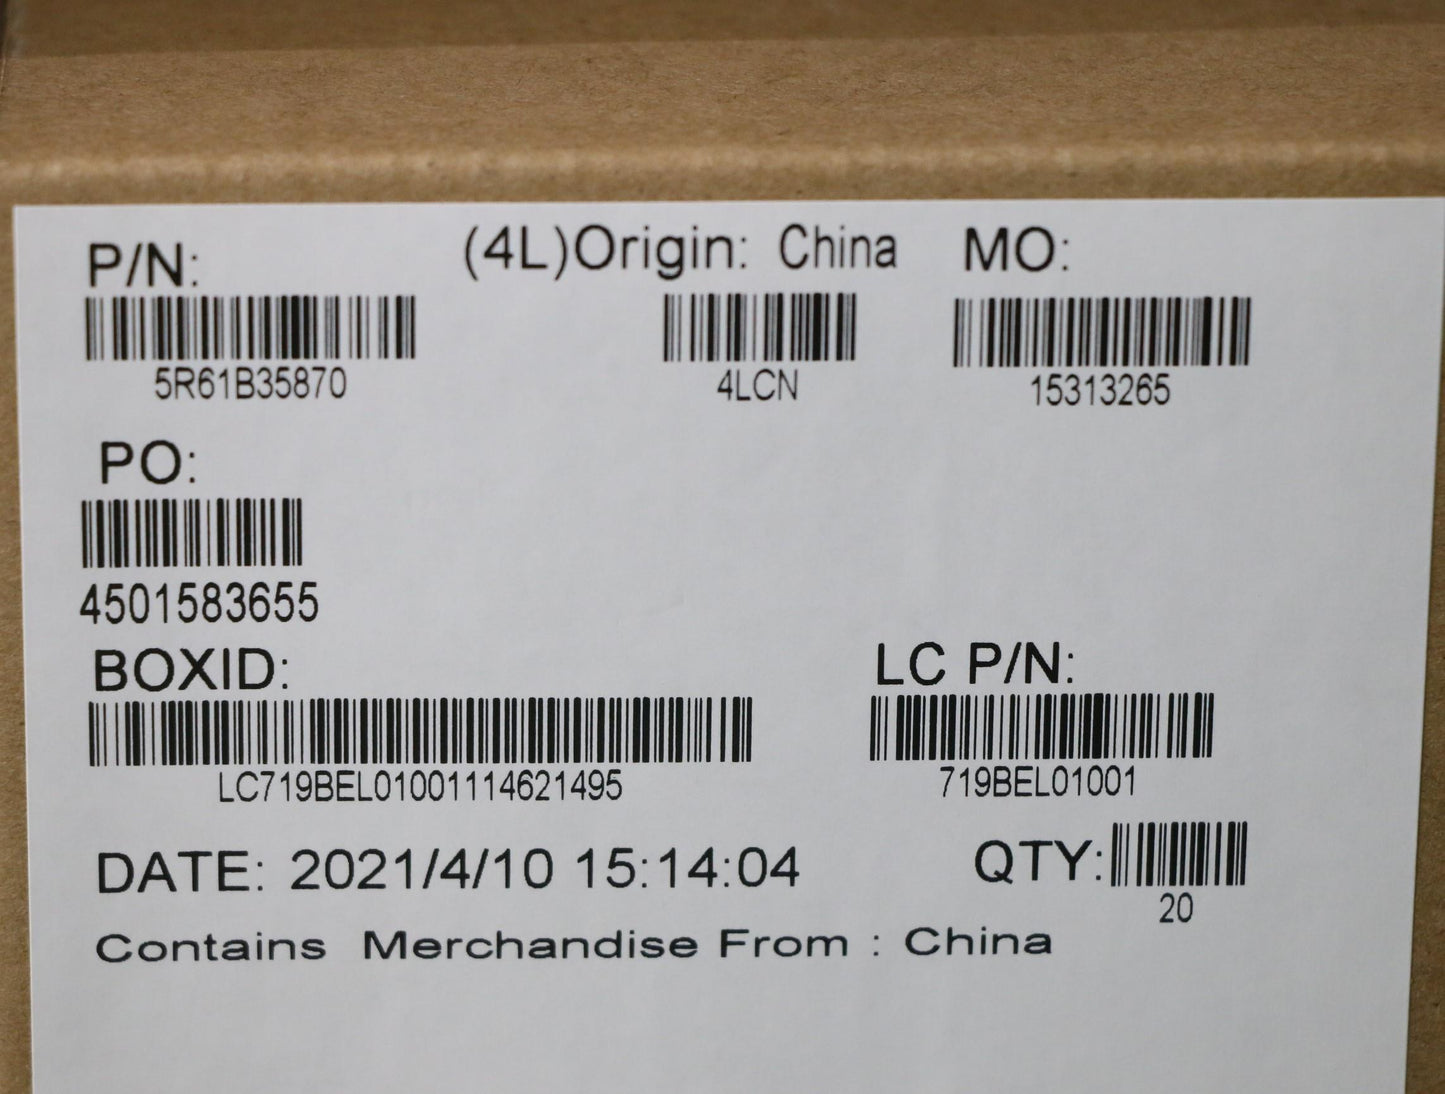 P/N: (4L)Origin: China MO:
5R61B35870 4LCN 15313265
PO:
4501583655
BOXID: LC P/N:
LC719BEL01001114621495 719BEL01001
DATE: 2021/4/10 15:14:04 QTY:
20
Contains Merchandise From : China